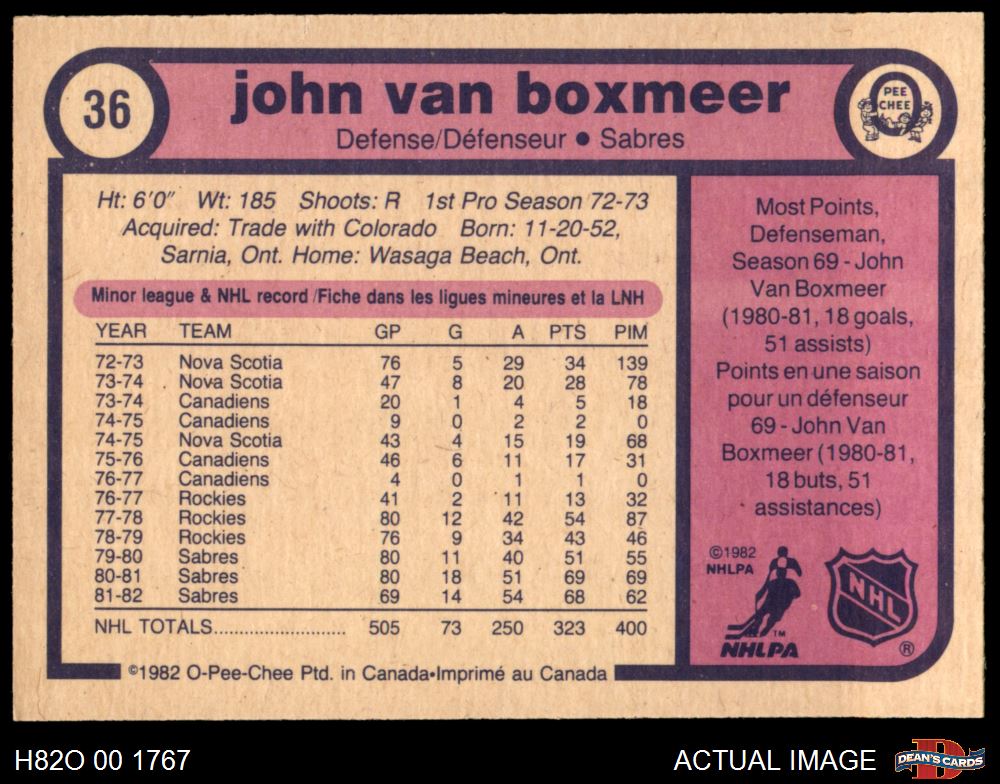 36
john van boxmeer
PEE
CHEE
Defense/Défenseur ● Sabres
Ht: 6'0" Wt: 185 Shoots: R 1st Pro Season 72-73
Acquired: Trade with Colorado Born: 11-20-52,
Sarnia, Ont. Home: Wasaga Beach, Ont.
Minor league & NHL record/Fiche dans les ligues mineures et la LNH
YEAR TEAM GP G A PTS PIM
72-73 Nova Scotia 76 5 29 34 139
73-74 Nova Scotia 47 8 20 28 78
73-74 Canadiens 20 1 4 5 18
74-75 Canadiens 9 0 2 2 0
74-75 Nova Scotia 43 4 15 19 68
75-76 Canadiens 46 6 11 17 31
76-77 Canadiens 4 0 1 1 0
76-77 Rockies 41 2 11 13 32
77-78 Rockies 80 12 42 54 87
78-79 Rockies 76 9 34 43 46
79-80 Sabres 80 11 40 51 55
80-81 Sabres 80 18 51 69 69
81-82 Sabres 69 14 54 68 62
NHL TOTALS.......................... 505 73 250 323 400
©1982 O-Pee-Chee Ptd. in Canada•Imprimé au Canada
Most Points,
Defenseman,
Season 69 - John
Van Boxmeer
(1980-81, 18 goals,
51 assists)
Points en une saison
pour un défenseur
69 - John Van
Boxmeer (1980-81,
18 buts, 51
assistances)
©1982
NHLPA
TM
NHLPA
NHL
®
H82O 00 1767
ACTUAL IMAGE
D
DEAN'S CARDS